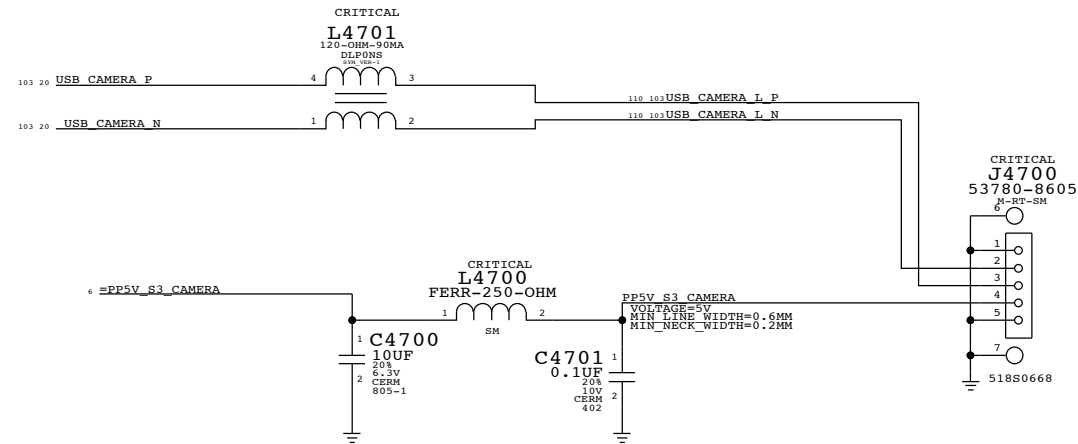 CRITICAL
L4701
120-OHM-90MA
DLP0NS
SYM_VER-1
103 20 USB_CAMERA_P
4 3
110 103 USB_CAMERA_L_P
103 20 USB_CAMERA_N
1 2
110 103 USB_CAMERA_L_N
CRITICAL
J4700
53780-8605
M-RT-SM
6
1
2
3
4
5
7
518S0668
CRITICAL
L4700
FERR-250-OHM
6 =PP5V_S3_CAMERA
1 2
SM
PP5V_S3_CAMERA
VOLTAGE=5V
MIN_LINE_WIDTH=0.6MM
MIN_NECK_WIDTH=0.2MM
1 C4700
10UF
20%
6.3V
2 CERM
805-1
C4701 1
0.1UF
20%
10V
CERM 2
402